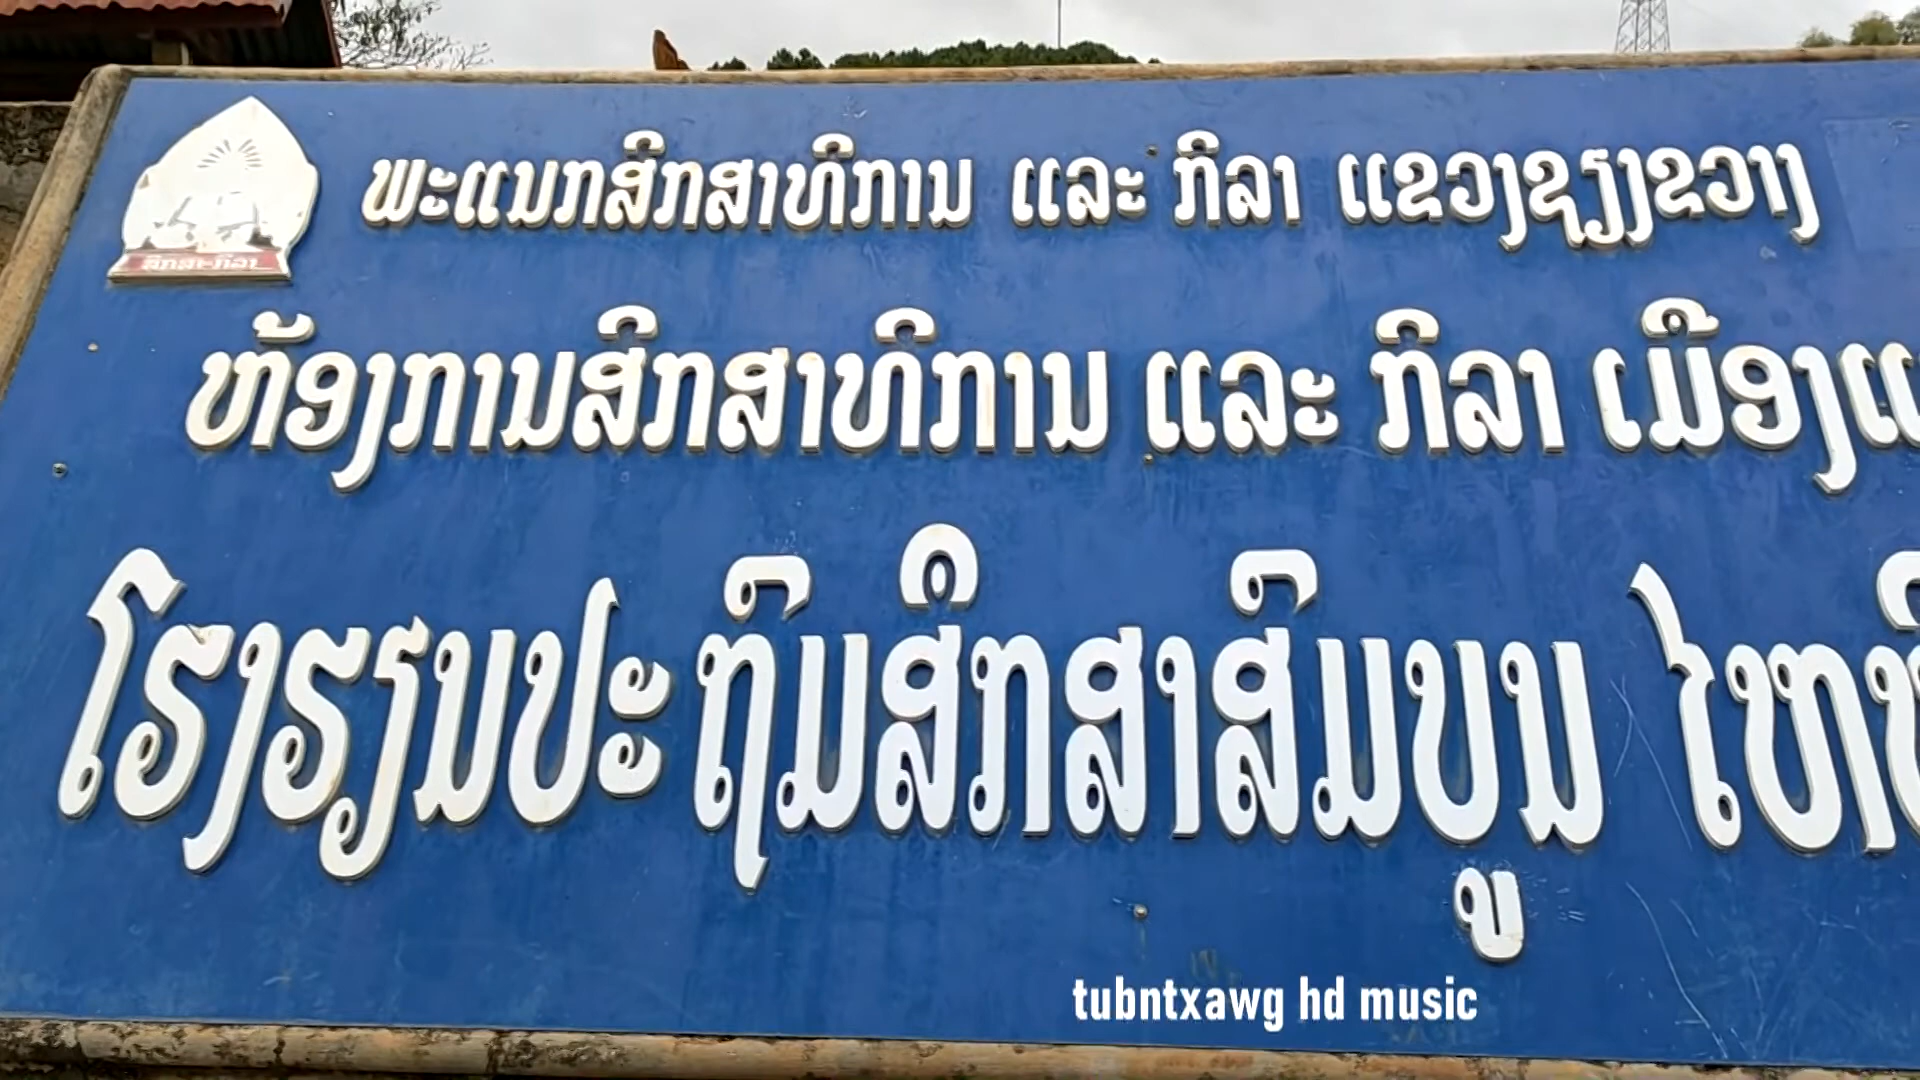 ພະແນກສຶກສາທິການ ແລະ ກິລາ ແຂວງຊຽງຂວາງ
ສຶກສາ-ກິລາ
ຫ້ອງການສຶກສາທິການ ແລະ ກິລາ ເມືອງ
ໂຮງຮຽນປະຖົມສຶກສາສົມບູນ
tubntxawg hd music